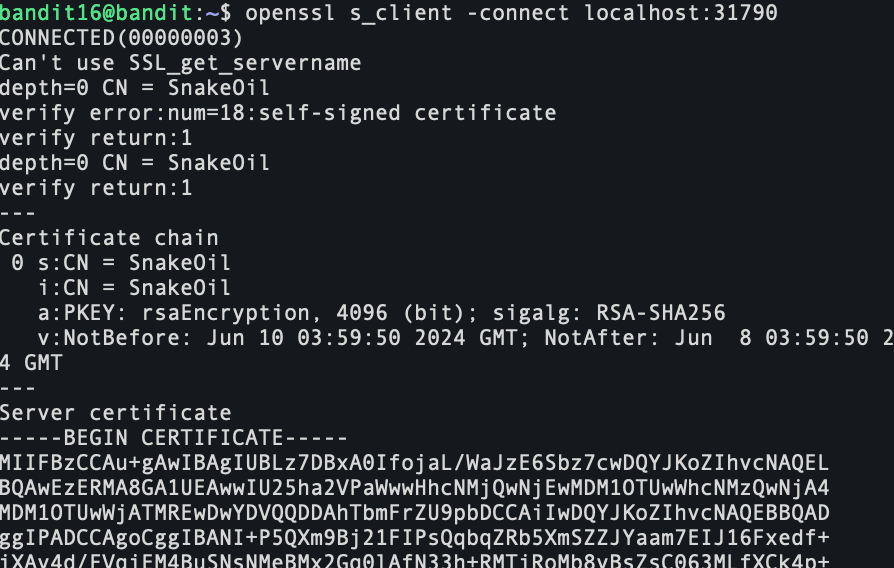 bandit16@bandit:~$ openssl s_client -connect localhost:31790
CONNECTED(00000003)
Can't use SSL_get_servername
depth=0 CN = SnakeOil
verify error:num=18:self-signed certificate
verify return:1
depth=0 CN = SnakeOil
verify return:1
---
Certificate chain
 0 s:CN = SnakeOil
   i:CN = SnakeOil
   a:PKEY: rsaEncryption, 4096 (bit); sigalg: RSA-SHA256
   v:NotBefore: Jun 10 03:59:50 2024 GMT; NotAfter: Jun  8 03:59:50 2
4 GMT
---
Server certificate
-----BEGIN CERTIFICATE-----
MIIFBzCCAu+gAwIBAgIUBLz7DBxA0IfojaL/WaJzE6Sbz7cwDQYJKoZIhvcNAQEL
BQAwEzERMA8GA1UEAwwIU25ha2VPaWwwHhcNMjQwNjEwMDM1OTUwWhcNMzQwNjA4
MDM1OTUwWjATMREwDwYDVQQDDAhTbmFrZU9pbDCCAiIwDQYJKoZIhvcNAQEBBQAD
ggIPADCCAgoCggIBANI+P5QXm9Bj21FIPsQqbqZRb5XmSZZJYaam7EIJ16Fxedf+